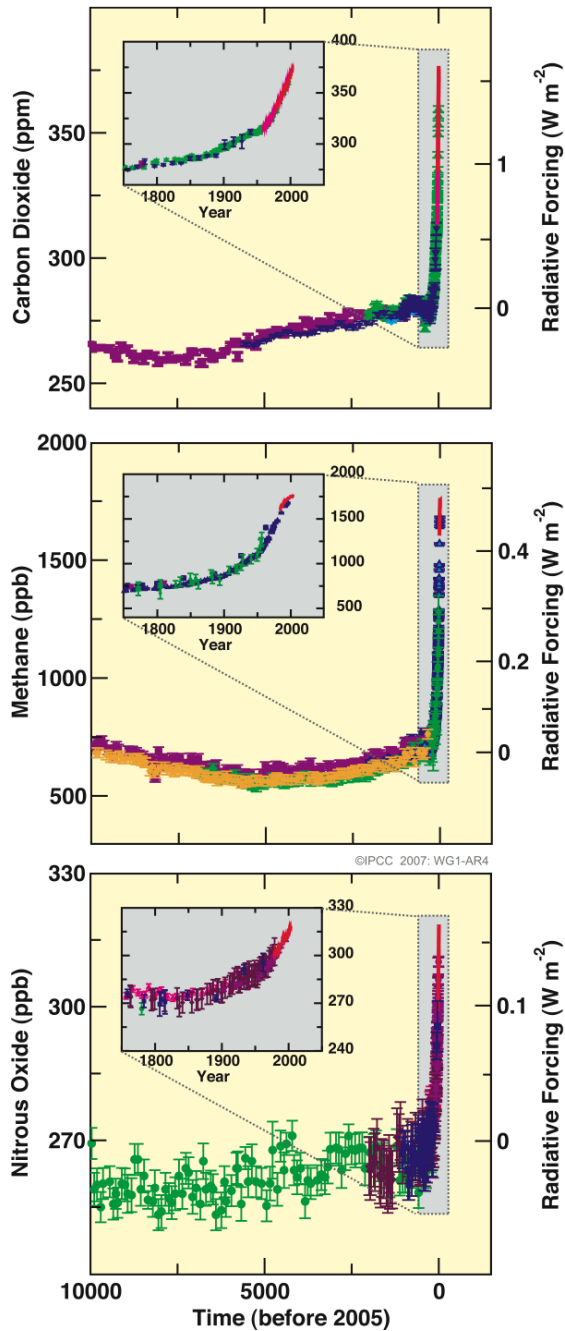 Carbon Dioxide (ppm)
350
300
250
400
350
300
1800 1900 2000
Year
1
0
Radiative Forcing (W m-2)
Methane (ppb)
2000
1500
1000
500
2000
1500
1000
500
1800 1900 2000
Year
0.4
0.2
0
Radiative Forcing (W m-2)
©IPCC 2007: WG1-AR4
Nitrous Oxide (ppb)
330
300
270
330
300
270
240
1800 1900 2000
Year
0.1
0
Radiative Forcing (W m-2)
10000 5000 0
Time (before 2005)